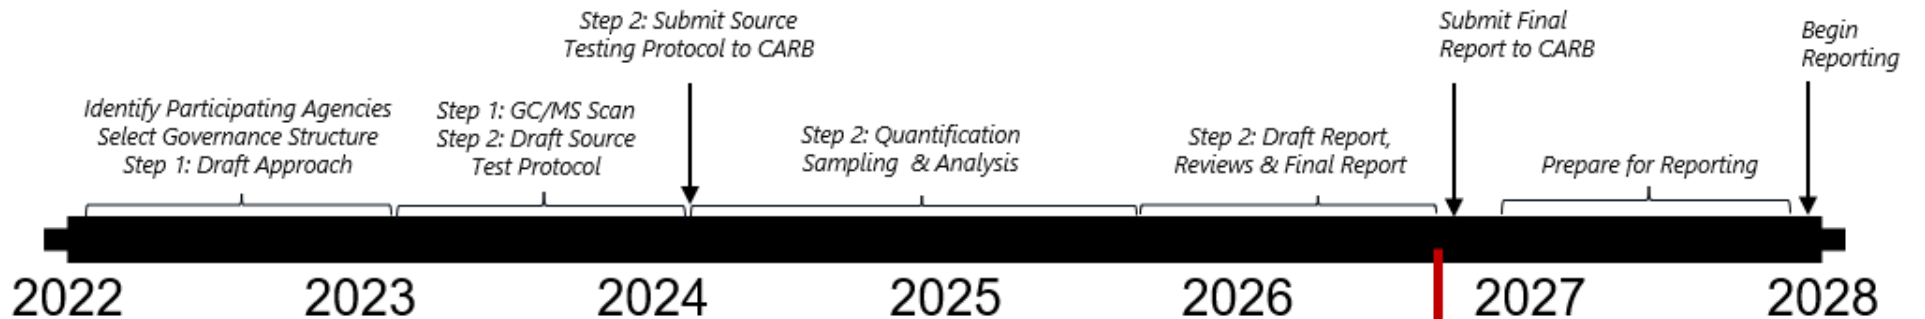 Step 2: Submit Source
Testing Protocol to CARB
Submit Final
Report to CARB
Begin
Reporting
Identify Participating Agencies
Select Governance Structure
Step 1: Draft Approach
Step 1: GC/MS Scan
Step 2: Draft Source
Test Protocol
Step 2: Quantification
Sampling & Analysis
Step 2: Draft Report,
Reviews & Final Report
Prepare for Reporting
2022 2023 2024 2025 2026 2027 2028